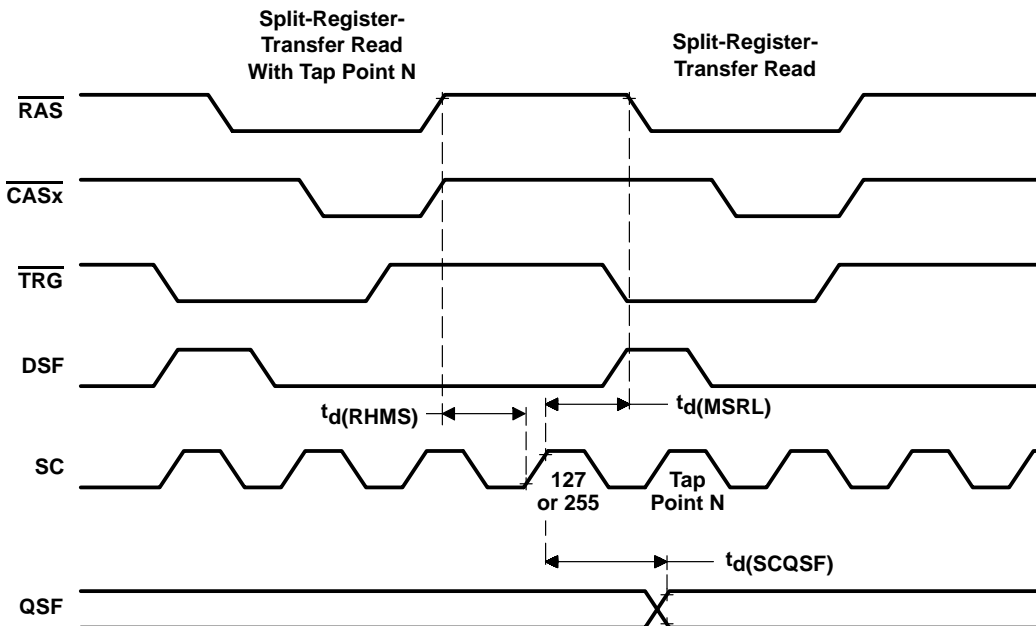 Split-Register-
Transfer Read
With Tap Point N
Split-Register-
Transfer Read
RAS
CASx
TRG
DSF
td(RHMS)
td(MSRL)
SC
127
or 255
Tap
Point N
td(SCQSF)
QSF